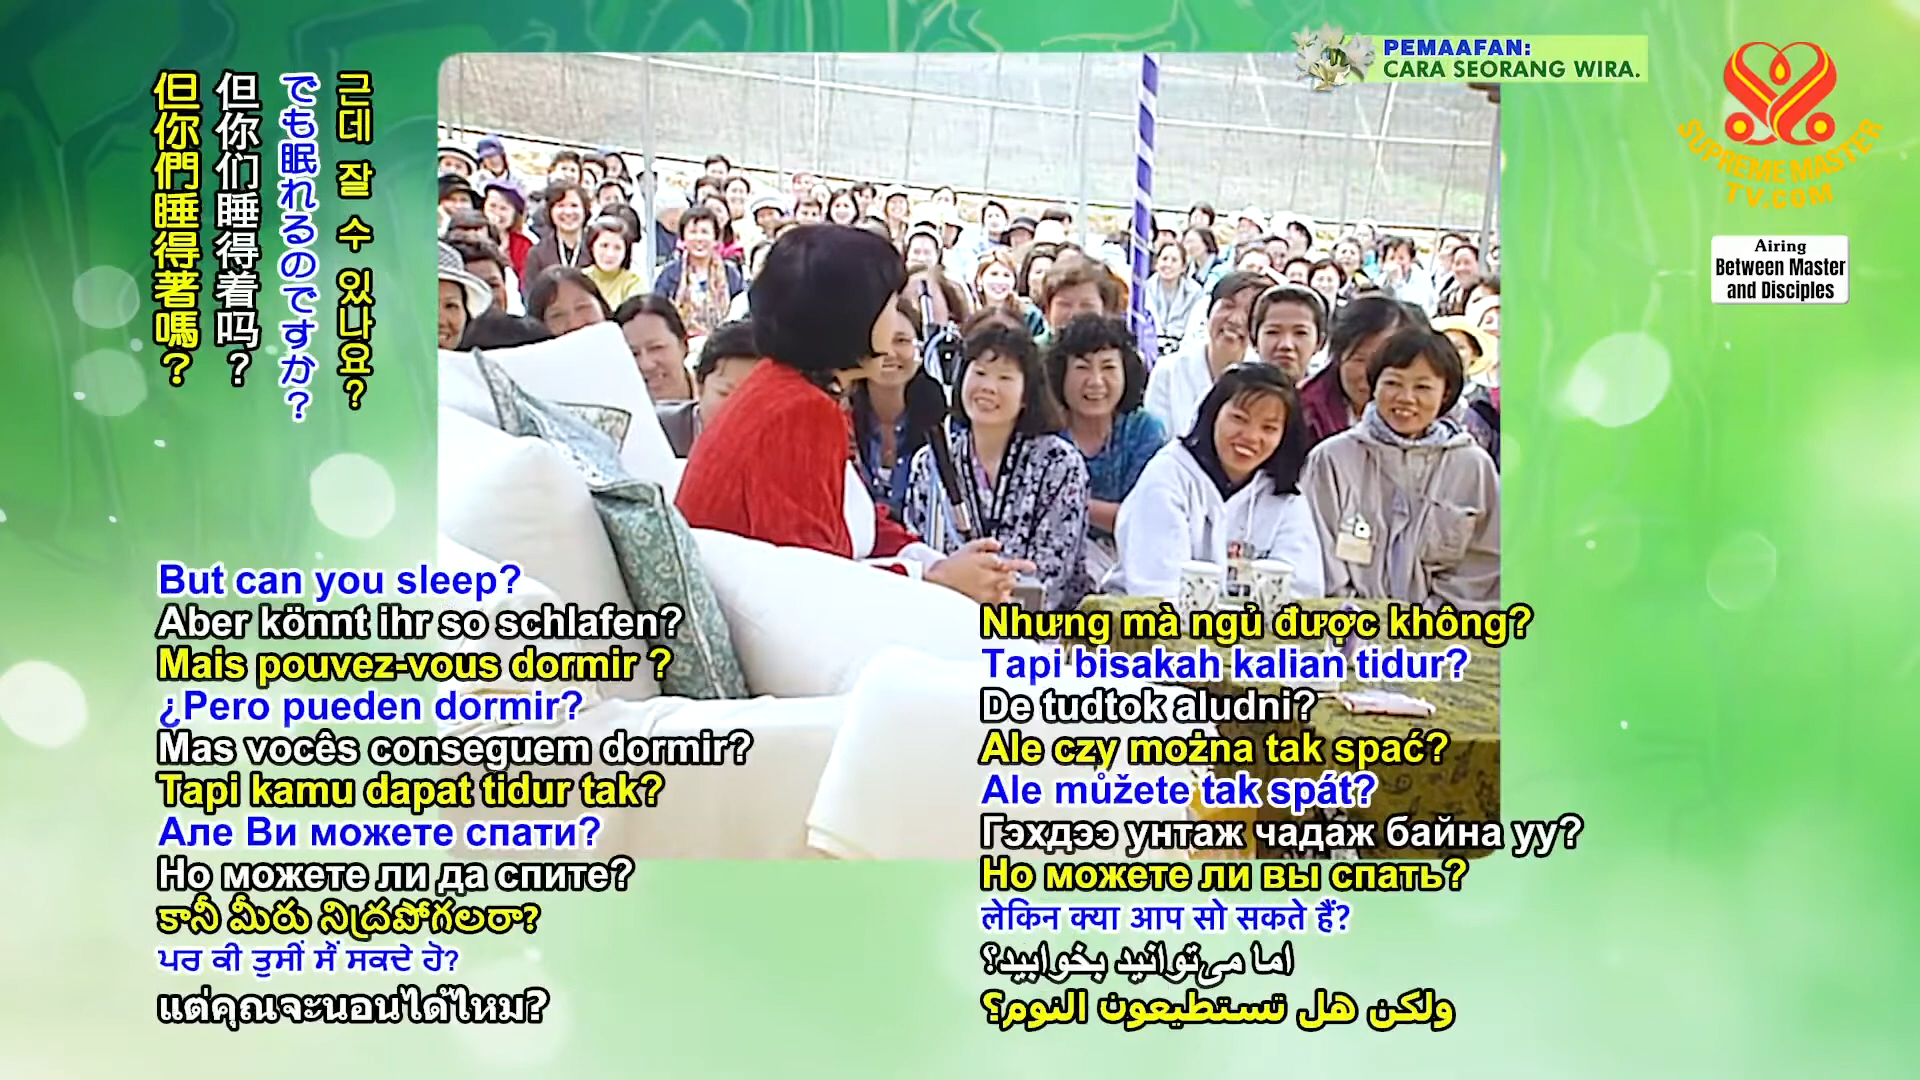 PEMAAFAN:
CARA SEORANG WIRA.
SUPREME MASTER
TV.COM
Airing
Between Master
and Disciples
근데 잘 수 있나요?
でも眠れるのですか?
但你们睡得着吗?
但你們睡得著嗎?
But can you sleep?
Aber könnt ihr so schlafen?
Mais pouvez-vous dormir ?
¿Pero pueden dormir?
Mas vocês conseguem dormir?
Tapi kamu dapat tidur tak?
Але Ви можете спати?
Но можете ли да спите?
కానీ మీరు నిద్రపోగలరా?
ਪਰ ਕੀ ਤੁਸੀਂ ਸੌਂ ਸਕਦੇ ਹੋ?
แต่คุณจะนอนได้ไหม?
Nhưng mà ngủ được không?
Tapi bisakah kalian tidur?
De tudtok aludni?
Ale czy można tak spać?
Ale můžete tak spát?
Гэхдээ унтаж чадаж байна уу?
Но можете ли вы спать?
लेकिन क्या आप सो सकते हैं?
اما می‌توانید بخوابید؟
ولكن هل تستطيعون النوم؟